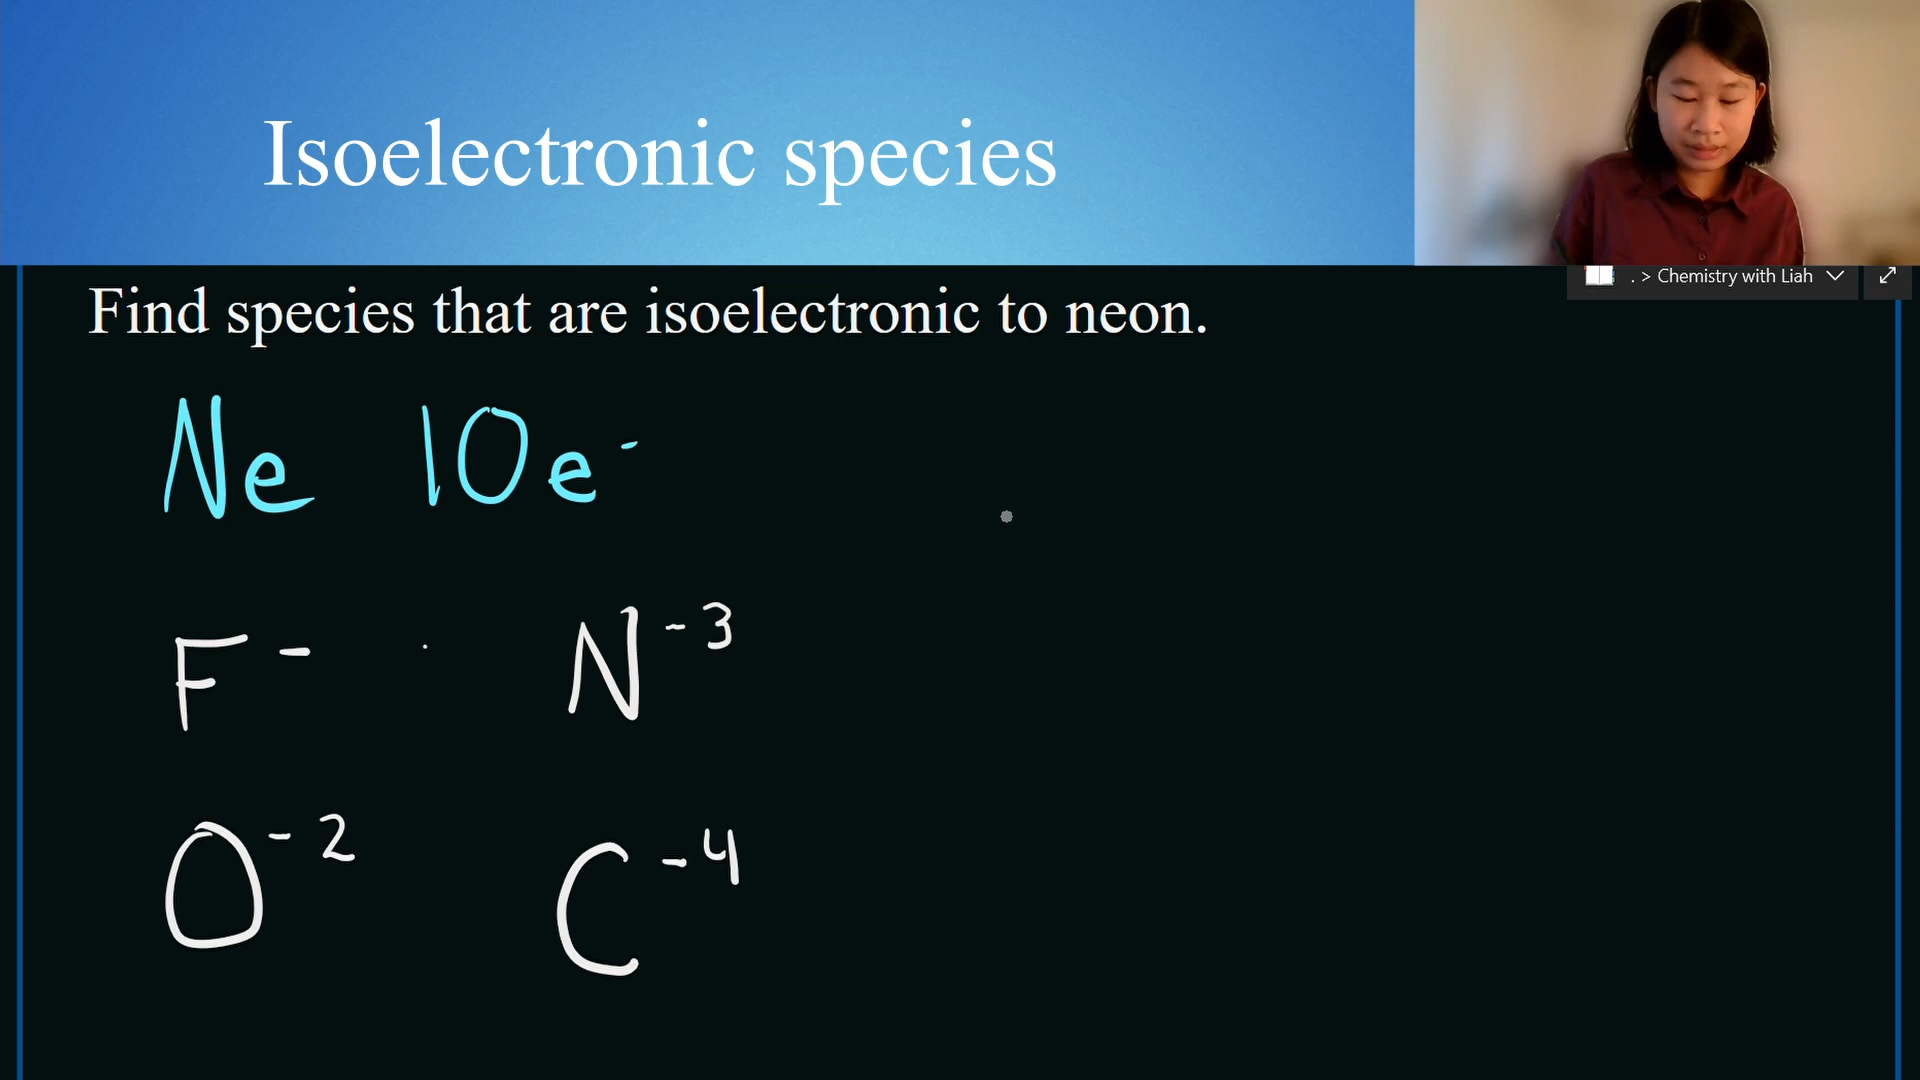 Isoelectronic species
. > Chemistry with Liah
Find species that are isoelectronic to neon.
Ne 10e⁻
F⁻ N⁻³
O⁻² C⁻⁴